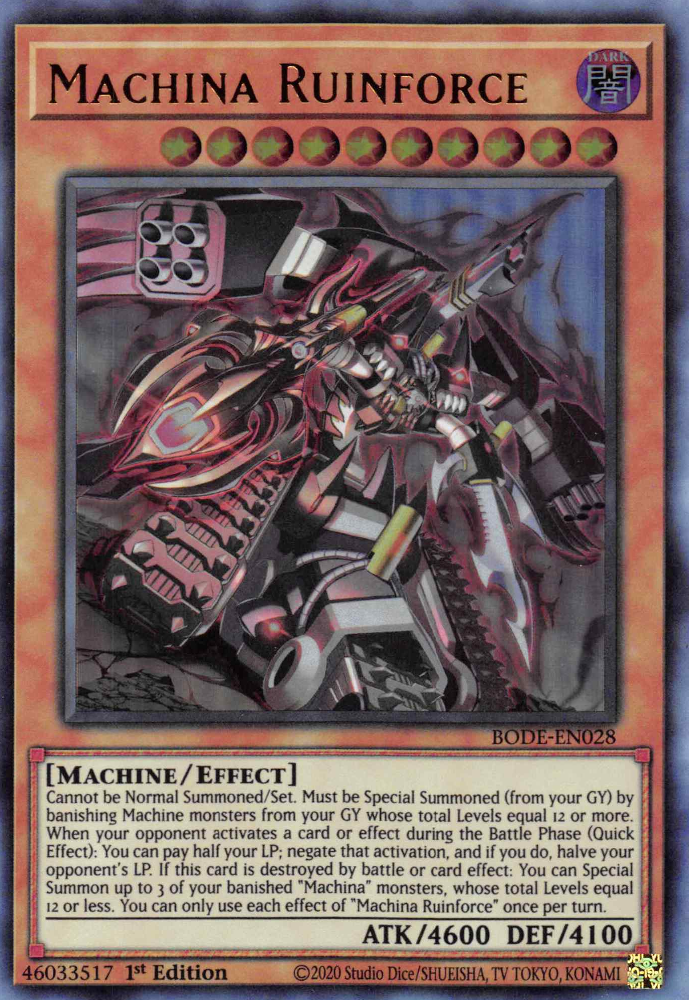 MACHINA RUINFORCE
DARK
闇
BODE-EN028
[MACHINE/EFFECT]
Cannot be Normal Summoned/Set. Must be Special Summoned (from your GY) by
banishing Machine monsters from your GY whose total Levels equal 12 or more.
When your opponent activates a card or effect during the Battle Phase (Quick
Effect): You can pay half your LP; negate that activation, and if you do, halve your
opponent's LP. If this card is destroyed by battle or card effect: You can Special
Summon up to 3 of your banished "Machina" monsters, whose total Levels equal
12 or less. You can only use each effect of "Machina Ruinforce" once per turn.
ATK/4600 DEF/4100
46033517 1st Edition ©2020 Studio Dice/SHUEISHA, TV TOKYO, KONAMI